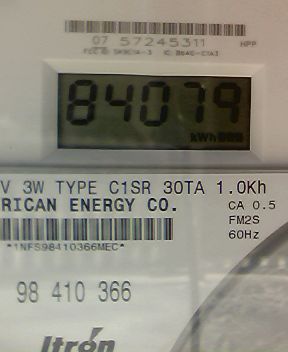 07 57245311 HPP
84079
kWh
V 3W TYPE C1SR 30TA 1.0Kh
RICAN ENERGY CO. CA 0.5
FM2S
60Hz
*1NFS98410366MEC*
98 410 366
Itrón